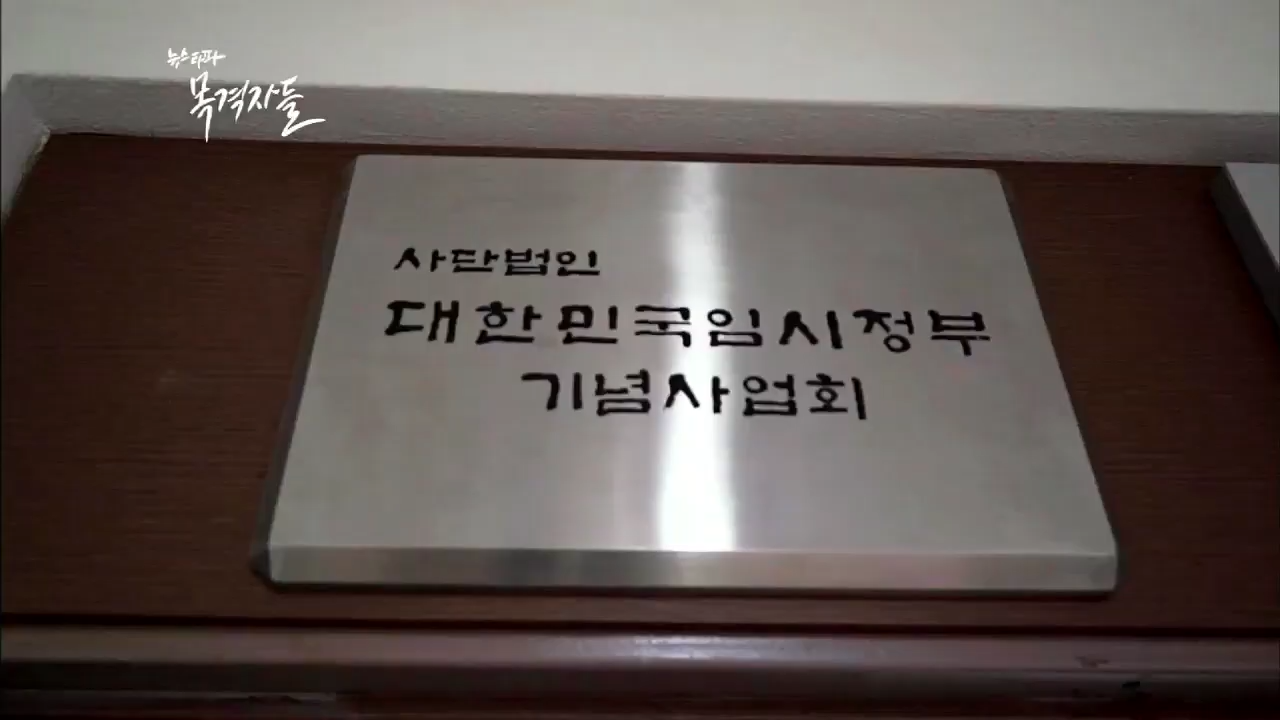 뉴스타파
목격자들
사단법인
대한민국임시정부
기념사업회